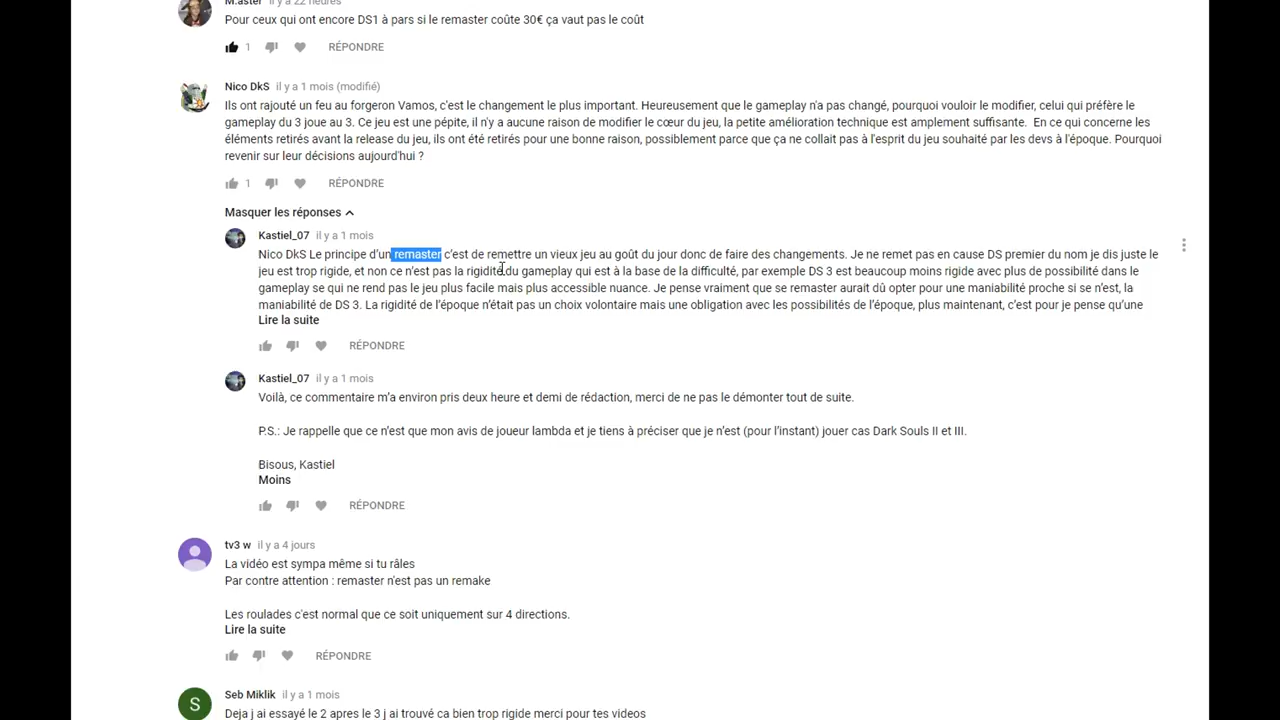 M.aster il y a 22 heures
Pour ceux qui ont encore DS1 à pars si le remaster coûte 30€ ça vaut pas le coût
1 RÉPONDRE
Nico DkS il y a 1 mois (modifié)
Ils ont rajouté un feu au forgeron Vamos, c'est le changement le plus important. Heureusement que le gameplay n'a pas changé, pourquoi vouloir le modifier, celui qui préfère le
gameplay du 3 joue au 3. Ce jeu est une pépite, il n'y a aucune raison de modifier le cœur du jeu, la petite amélioration technique est amplement suffisante. En ce qui concerne les
éléments retirés avant la release du jeu, ils ont été retirés pour une bonne raison, possiblement parce que ça ne collait pas à l'esprit du jeu souhaité par les devs à l'époque. Pourquoi
revenir sur leur décisions aujourd'hui ?
1 RÉPONDRE
Masquer les réponses
Kastiel_07 il y a 1 mois
Nico DkS Le principe d'un remaster c'est de remettre un vieux jeu au goût du jour donc de faire des changements. Je ne remet pas en cause DS premier du nom je dis juste le
jeu est trop rigide, et non ce n'est pas la rigidité du gameplay qui est à la base de la difficulté, par exemple DS 3 est beaucoup moins rigide avec plus de possibilité dans le
gameplay se qui ne rend pas le jeu plus facile mais plus accessible nuance. Je pense vraiment que se remaster aurait dû opter pour une maniabilité proche si se n'est, la
maniabilité de DS 3. La rigidité de l'époque n'était pas un choix volontaire mais une obligation avec les possibilités de l'époque, plus maintenant, c'est pour je pense qu'une
Lire la suite
RÉPONDRE
Kastiel_07 il y a 1 mois
Voilà, ce commentaire m'a environ pris deux heure et demi de rédaction, merci de ne pas le démonter tout de suite.
P.S.: Je rappelle que ce n'est que mon avis de joueur lambda et je tiens à préciser que je n'est (pour l'instant) jouer cas Dark Souls II et III.
Bisous, Kastiel
Moins
RÉPONDRE
tv3 w il y a 4 jours
La vidéo est sympa même si tu râles
Par contre attention : remaster n'est pas un remake
Les roulades c'est normal que ce soit uniquement sur 4 directions.
Lire la suite
RÉPONDRE
S
Seb Miklik il y a 1 mois
Deja j ai essayé le 2 apres le 3 j ai trouvé ca bien trop rigide merci pour tes videos